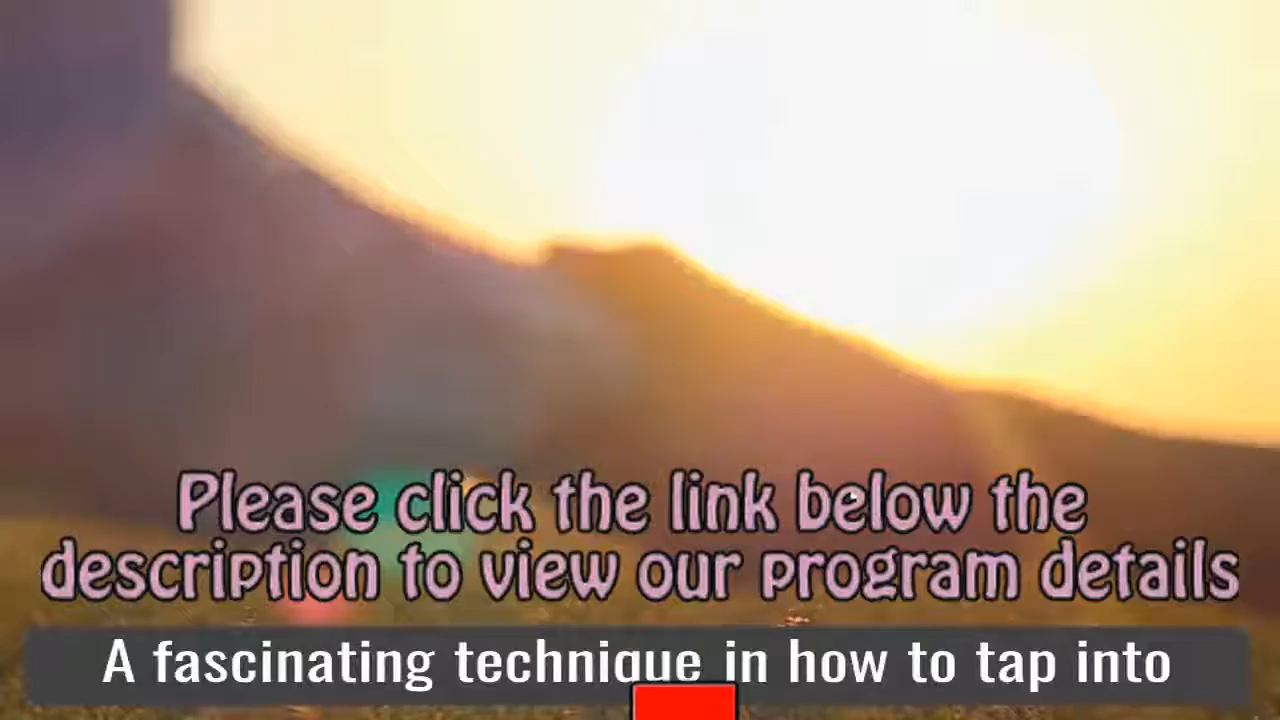 Please click the link below the
description to view our program details
A fascinating technique in how to tap into